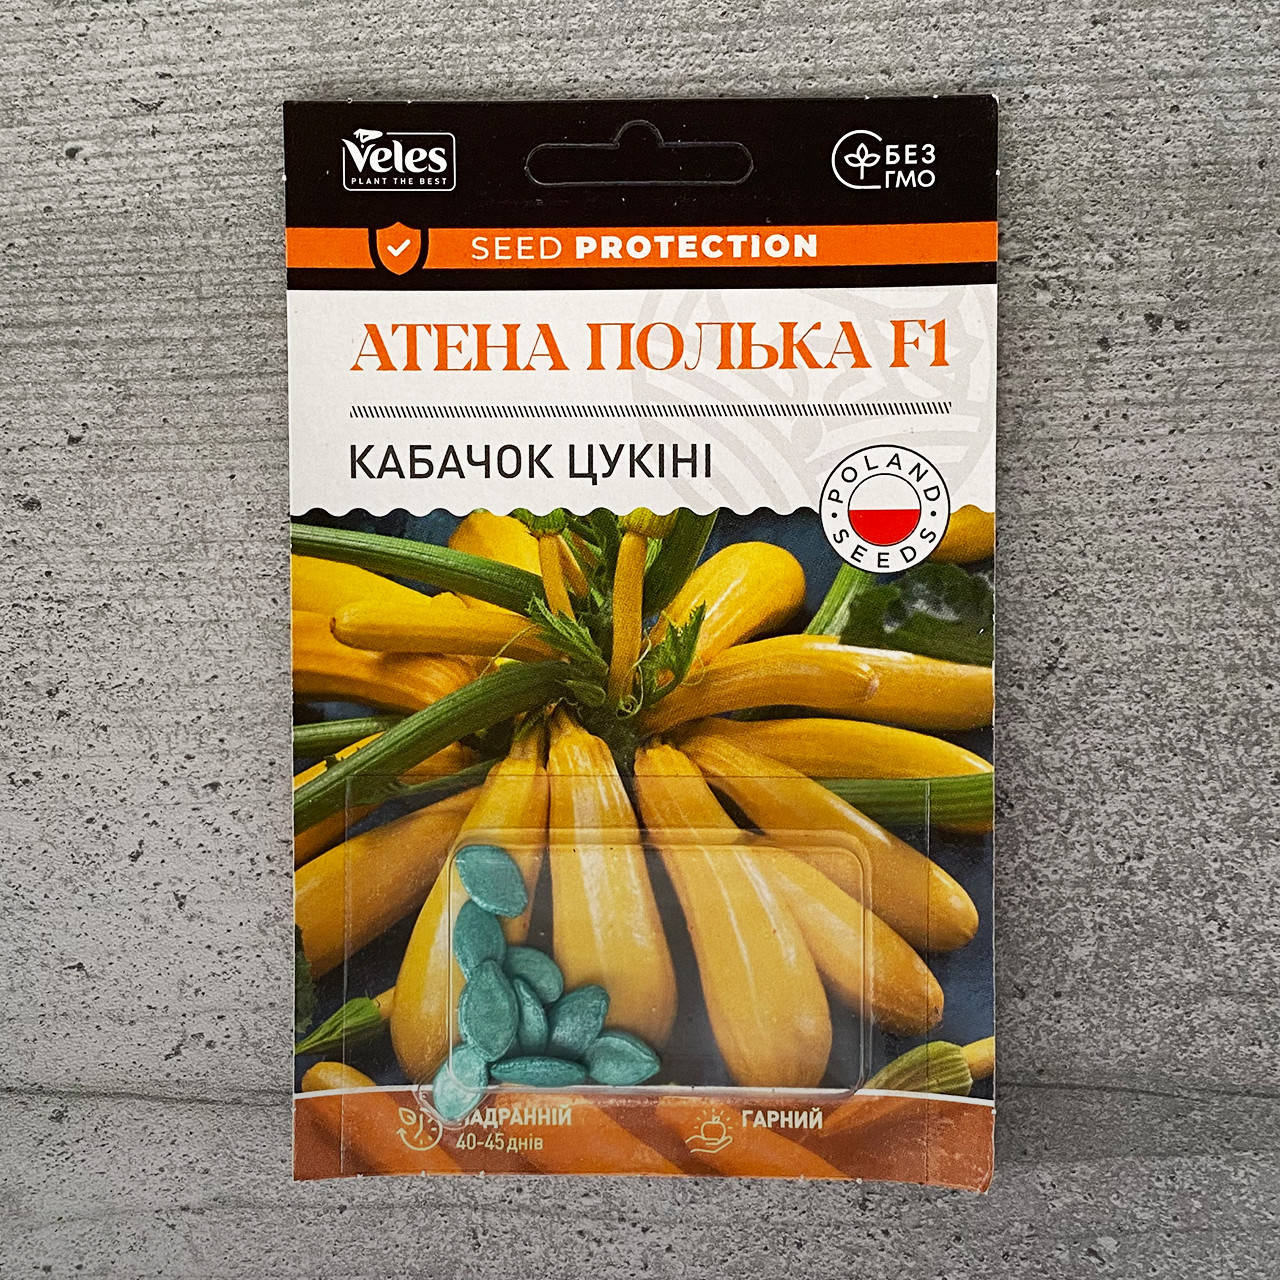 Veles
PLANT THE BEST
БЕЗ
ГМО
SEED PROTECTION
АТЕНА ПОЛЬКА F1
КАБАЧОК ЦУКІНІ
POLAND
SEEDS
НАДРАННІЙ
40-45 днів
ГАРНИЙ